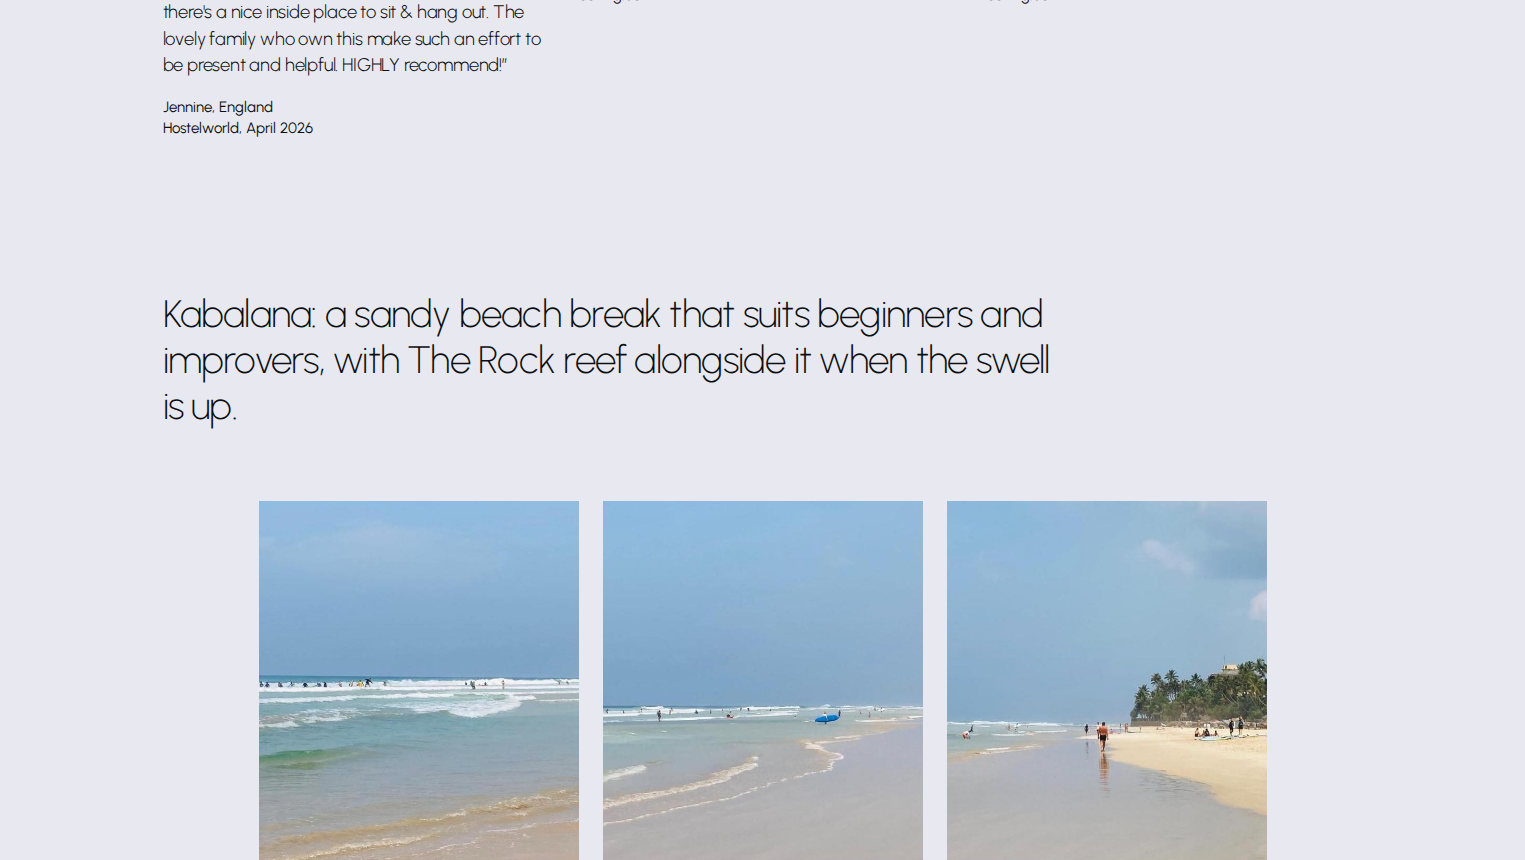 there's a nice inside place to sit & hang out. The
lovely family who own this make such an effort to
be present and helpful. HIGHLY recommend!"
Jennine, England
Hostelworld, April 2026
Kabalana: a sandy beach break that suits beginners and
improvers, with The Rock reef alongside it when the swell
is up.